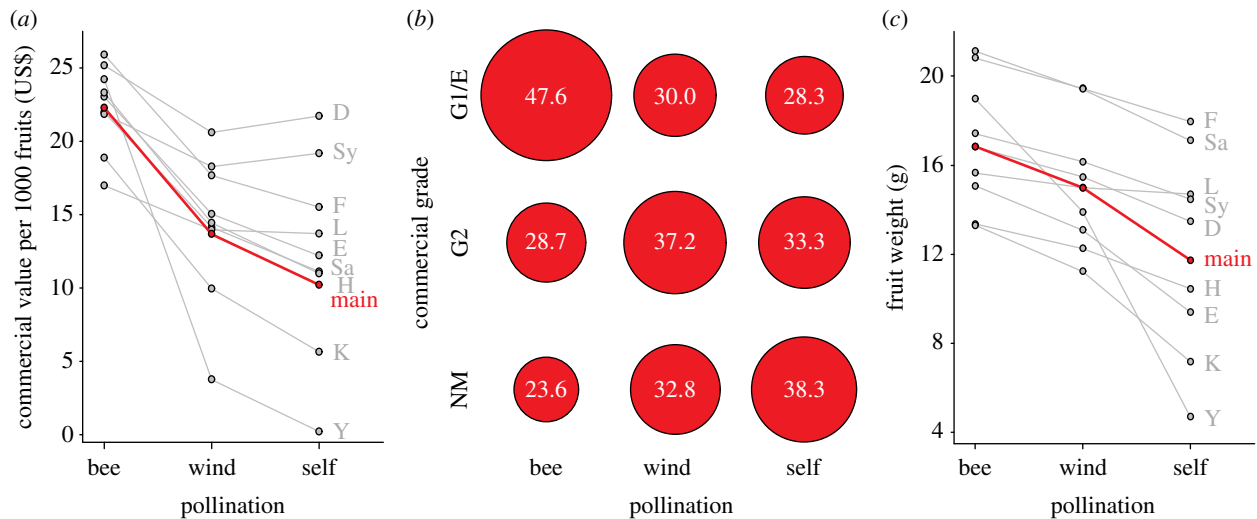 (a)
commercial value per 1000 fruits (US$)
25
20
15
10
5
0
D
Sy
F
L
E
Sa
H
main
K
Y
bee wind self
pollination
(b)
commercial grade
G1/E
47.6 30.0 28.3
G2
28.7 37.2 33.3
NM
23.6 32.8 38.3
bee wind self
pollination
(c)
fruit weight (g)
20
16
12
8
4
F
Sa
L
Sy
D
main
H
E
K
Y
bee wind self
pollination